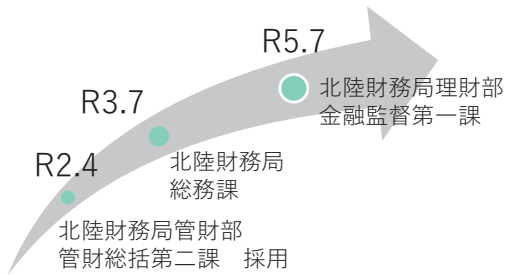 R5.7
北陸財務局理財部
金融監督第一課
R3.7
北陸財務局
総務課
R2.4
北陸財務局管財部
管財総括第二課　採用